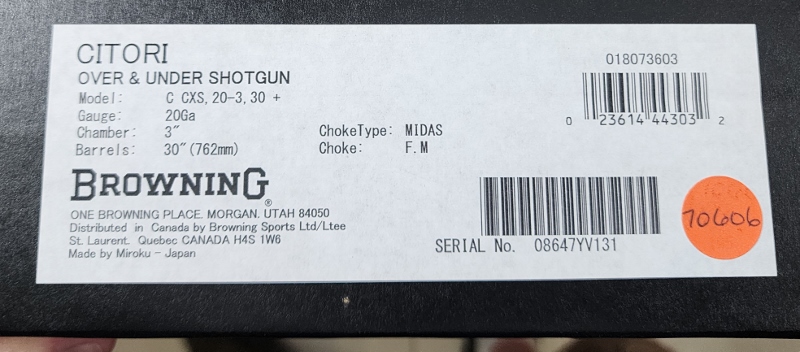 CITORI
OVER & UNDER SHOTGUN
Model: C CXS, 20-3, 30 +
Gauge: 20Ga
Chamber: 3"
Barrels: 30"(762mm)
ChokeType: MIDAS
Choke: F.M
018073603
0 23614 44303 2
BROWNING®
ONE BROWNING PLACE. MORGAN. UTAH 84050
Distributed in Canada by Browning Sports Ltd/Ltee
St. Laurent. Quebec CANADA H4S 1W6
Made by Miroku - Japan
SERIAL No. 08647YV131
10606